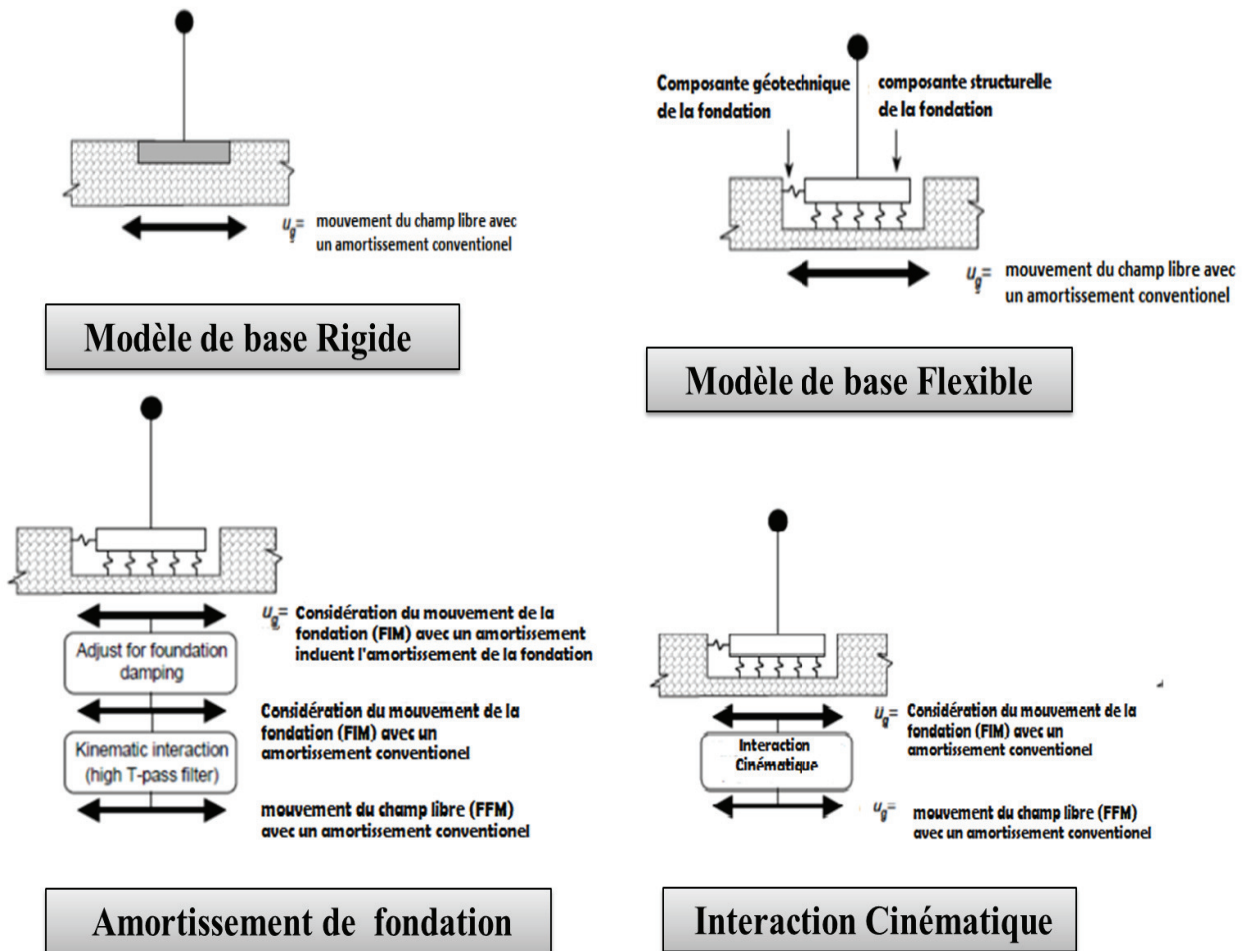 u_g= mouvement du champ libre avec
un amortissement conventionel
Modèle de base Rigide
Composante géotechnique
de la fondation
composante structurelle
de la fondation
u_g= mouvement du champ libre avec
un amortissement conventionel
Modèle de base Flexible
u_g= Considération du mouvement de la
fondation (FIM) avec un amortissement
incluent l'amortissement de la fondation
Adjust for foundation
damping
Considération du mouvement de la
fondation (FIM) avec un
amortissement conventionel
Kinematic interaction
(high T-pass filter)
mouvement du champ libre (FFM)
avec un amortissement conventionel
Amortissement de fondation
u_g= Considération du mouvement de la
fondation (FIM) avec un
amortissement conventionel
Interaction
Cinématique
u_g= mouvement du champ libre (FFM)
avec un amortissement conventionel
Interaction Cinématique